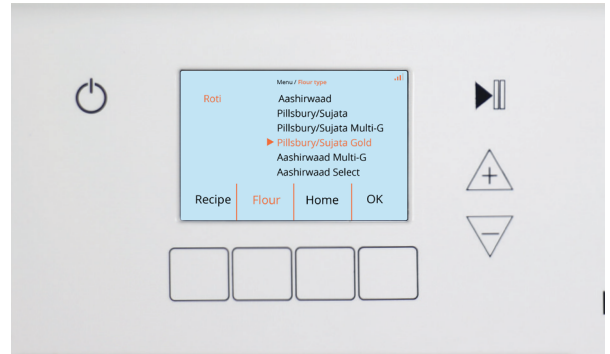 Menu / Flour type
Roti
Aashirwaad
Pillsbury/Sujata
Pillsbury/Sujata Multi-G
Pillsbury/Sujata Gold
Aashirwaad Multi-G
Aashirwaad Select
Recipe Flour Home OK